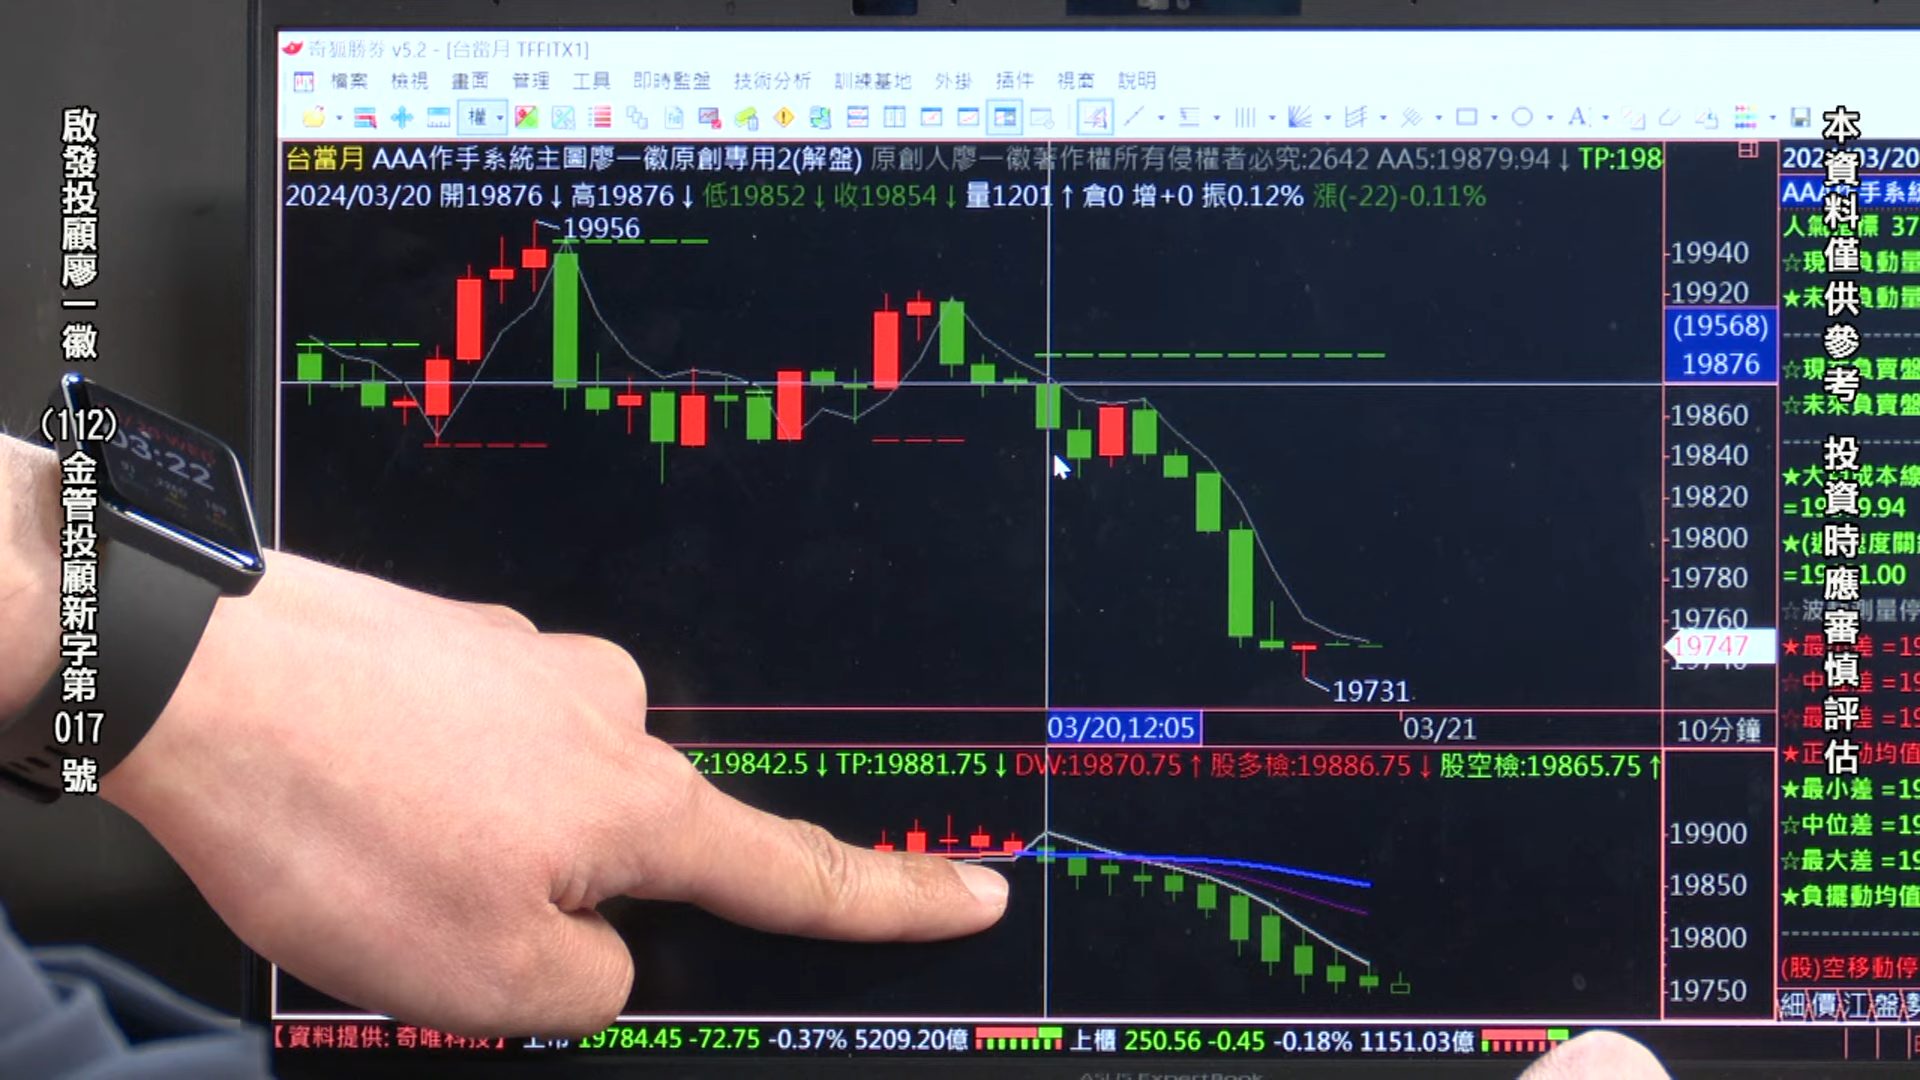 奇狐勝券 v5.2 - [台當月 TFFITX1]
檔案 檢視 畫面 管理 工具 即時監盤 技術分析 訓練基地 外掛 插件 視窗 說明
權
台當月 AAA作手系統主圖廖一徽原創專用2(解盤) 原創人廖一徽著作權所有侵權者必究:2642 AA5:19879.94↓ TP:198
2024/03/20 開19876↓高19876↓低19852↓收19854↓量1201↑倉0 增+0 振0.12% 漲(-22)-0.11%
19956
19940
19920
(19568)
19876
19860
19840
19820
19800
19780
19760
19747
19731
03/20,12:05
03/21
10分鐘
Z:19842.5↓TP:19881.75↓DW:19870.75↑股多檢:19886.75↓股空檢:19865.75↑
19900
19850
19800
19750
【資料提供: 奇唯科技】 上市 19784.45 -72.75 -0.37% 5209.20億 上櫃 250.56 -0.45 -0.18% 1151.03億
03:22
啟發投顧廖一徽
(112)金管投顧新字第017號
本資料僅供參考 投資時應審慎評估
★最小差 =19
☆中位差 =19
☆最大差 =19
★負擺動均值
(股)空移動停
ASUS ExpertBook